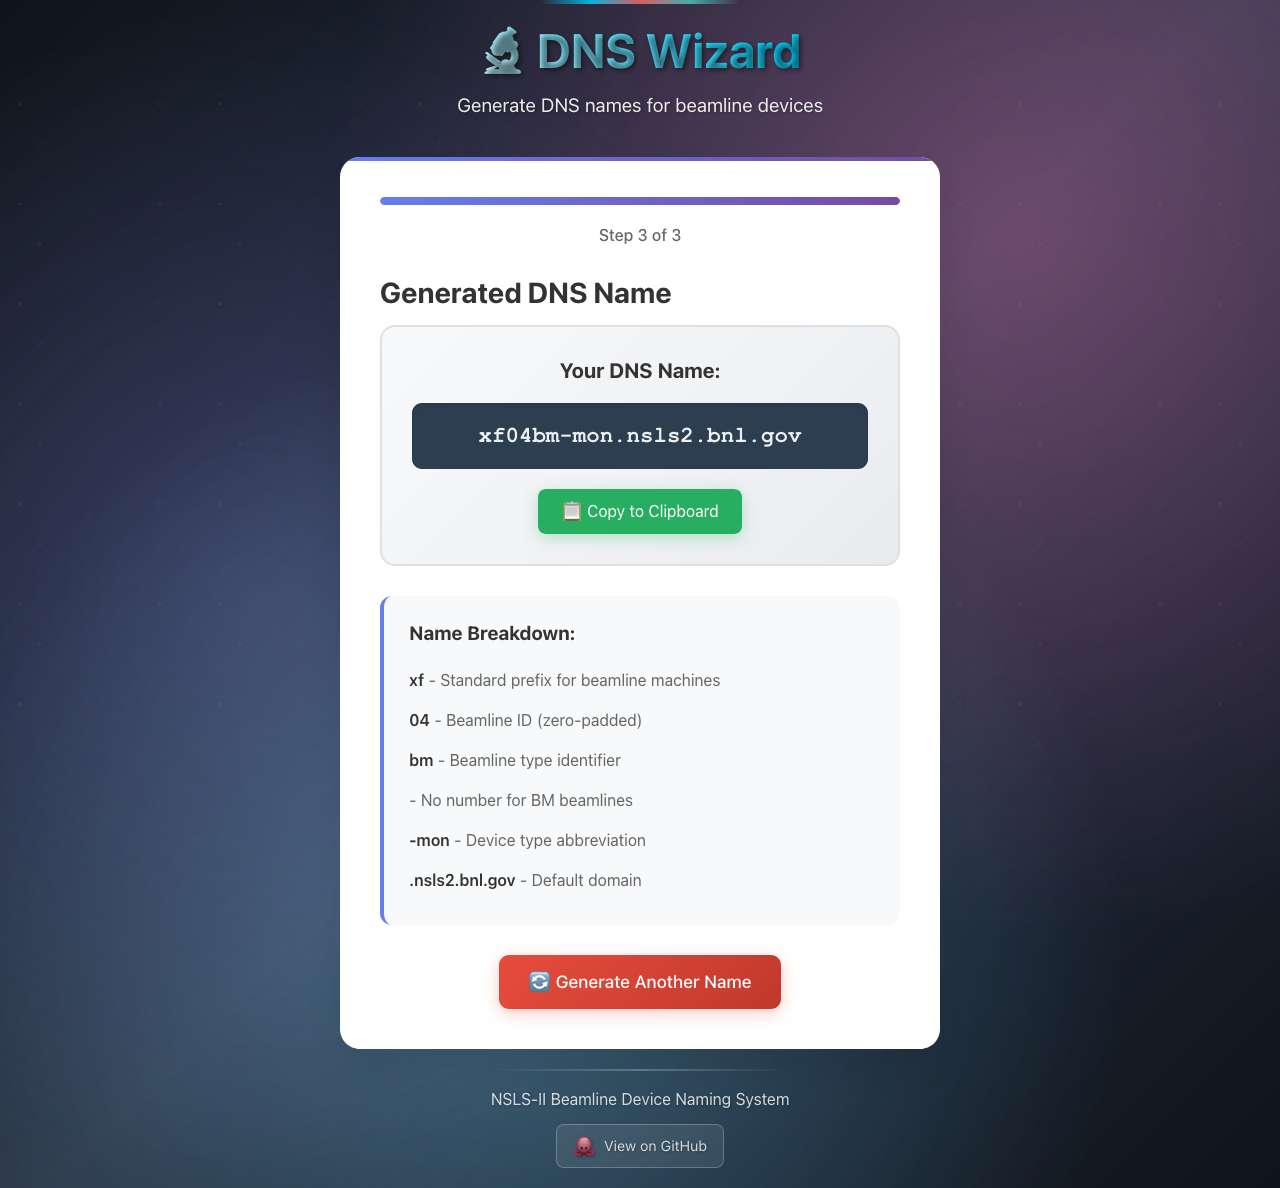 🔬 DNS Wizard
Generate DNS names for beamline devices
Step 3 of 3
Generated DNS Name
Your DNS Name:
xf04bm-mon.nsls2.bnl.gov
📋 Copy to Clipboard
Name Breakdown:
xf - Standard prefix for beamline machines
04 - Beamline ID (zero-padded)
bm - Beamline type identifier
- No number for BM beamlines
-mon - Device type abbreviation
.nsls2.bnl.gov - Default domain
🔄 Generate Another Name
NSLS-II Beamline Device Naming System
🐙 View on GitHub